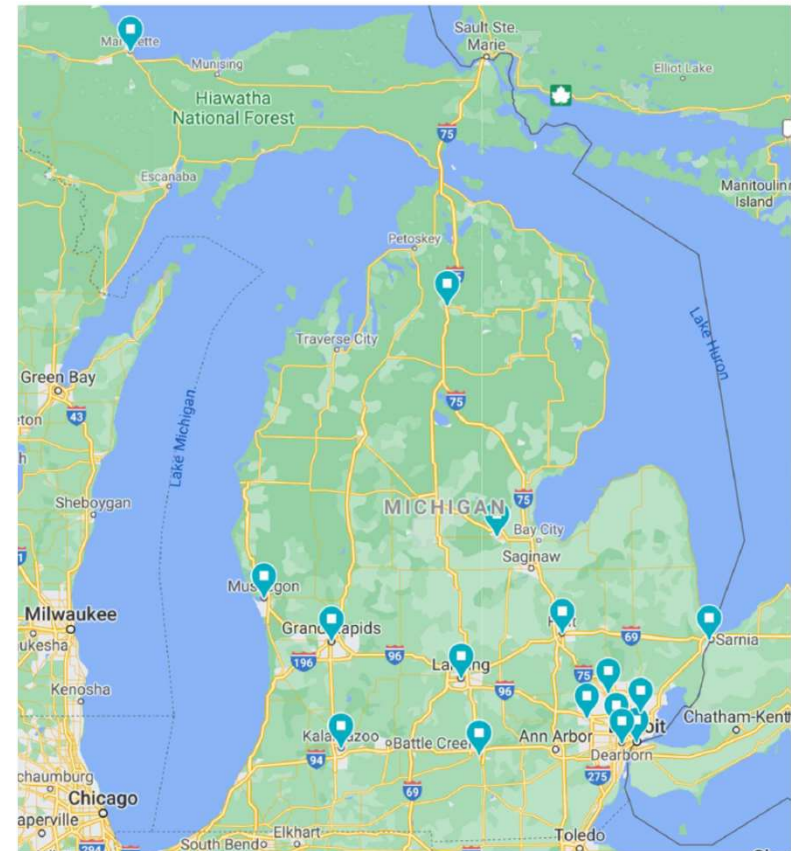 Sault Ste.
Marie
Munising
Elliot Lake
Hiawatha
National Forest
75
Escanaba
Manitoulin
Island
Petoskey
Lake Huron
Traverse City
Green Bay
43
75
Lake Michigan
75
MICHIGAN
Sheboygan
Bay City
Saginaw
Milwaukee
69
Sarnia
196
96
75
96
Kenosha
Battle Creek
Ann Arbor
Chatham-Kent
94
Dearborn
69
275
Chicago
South Bend
Elkhart
Toledo
294